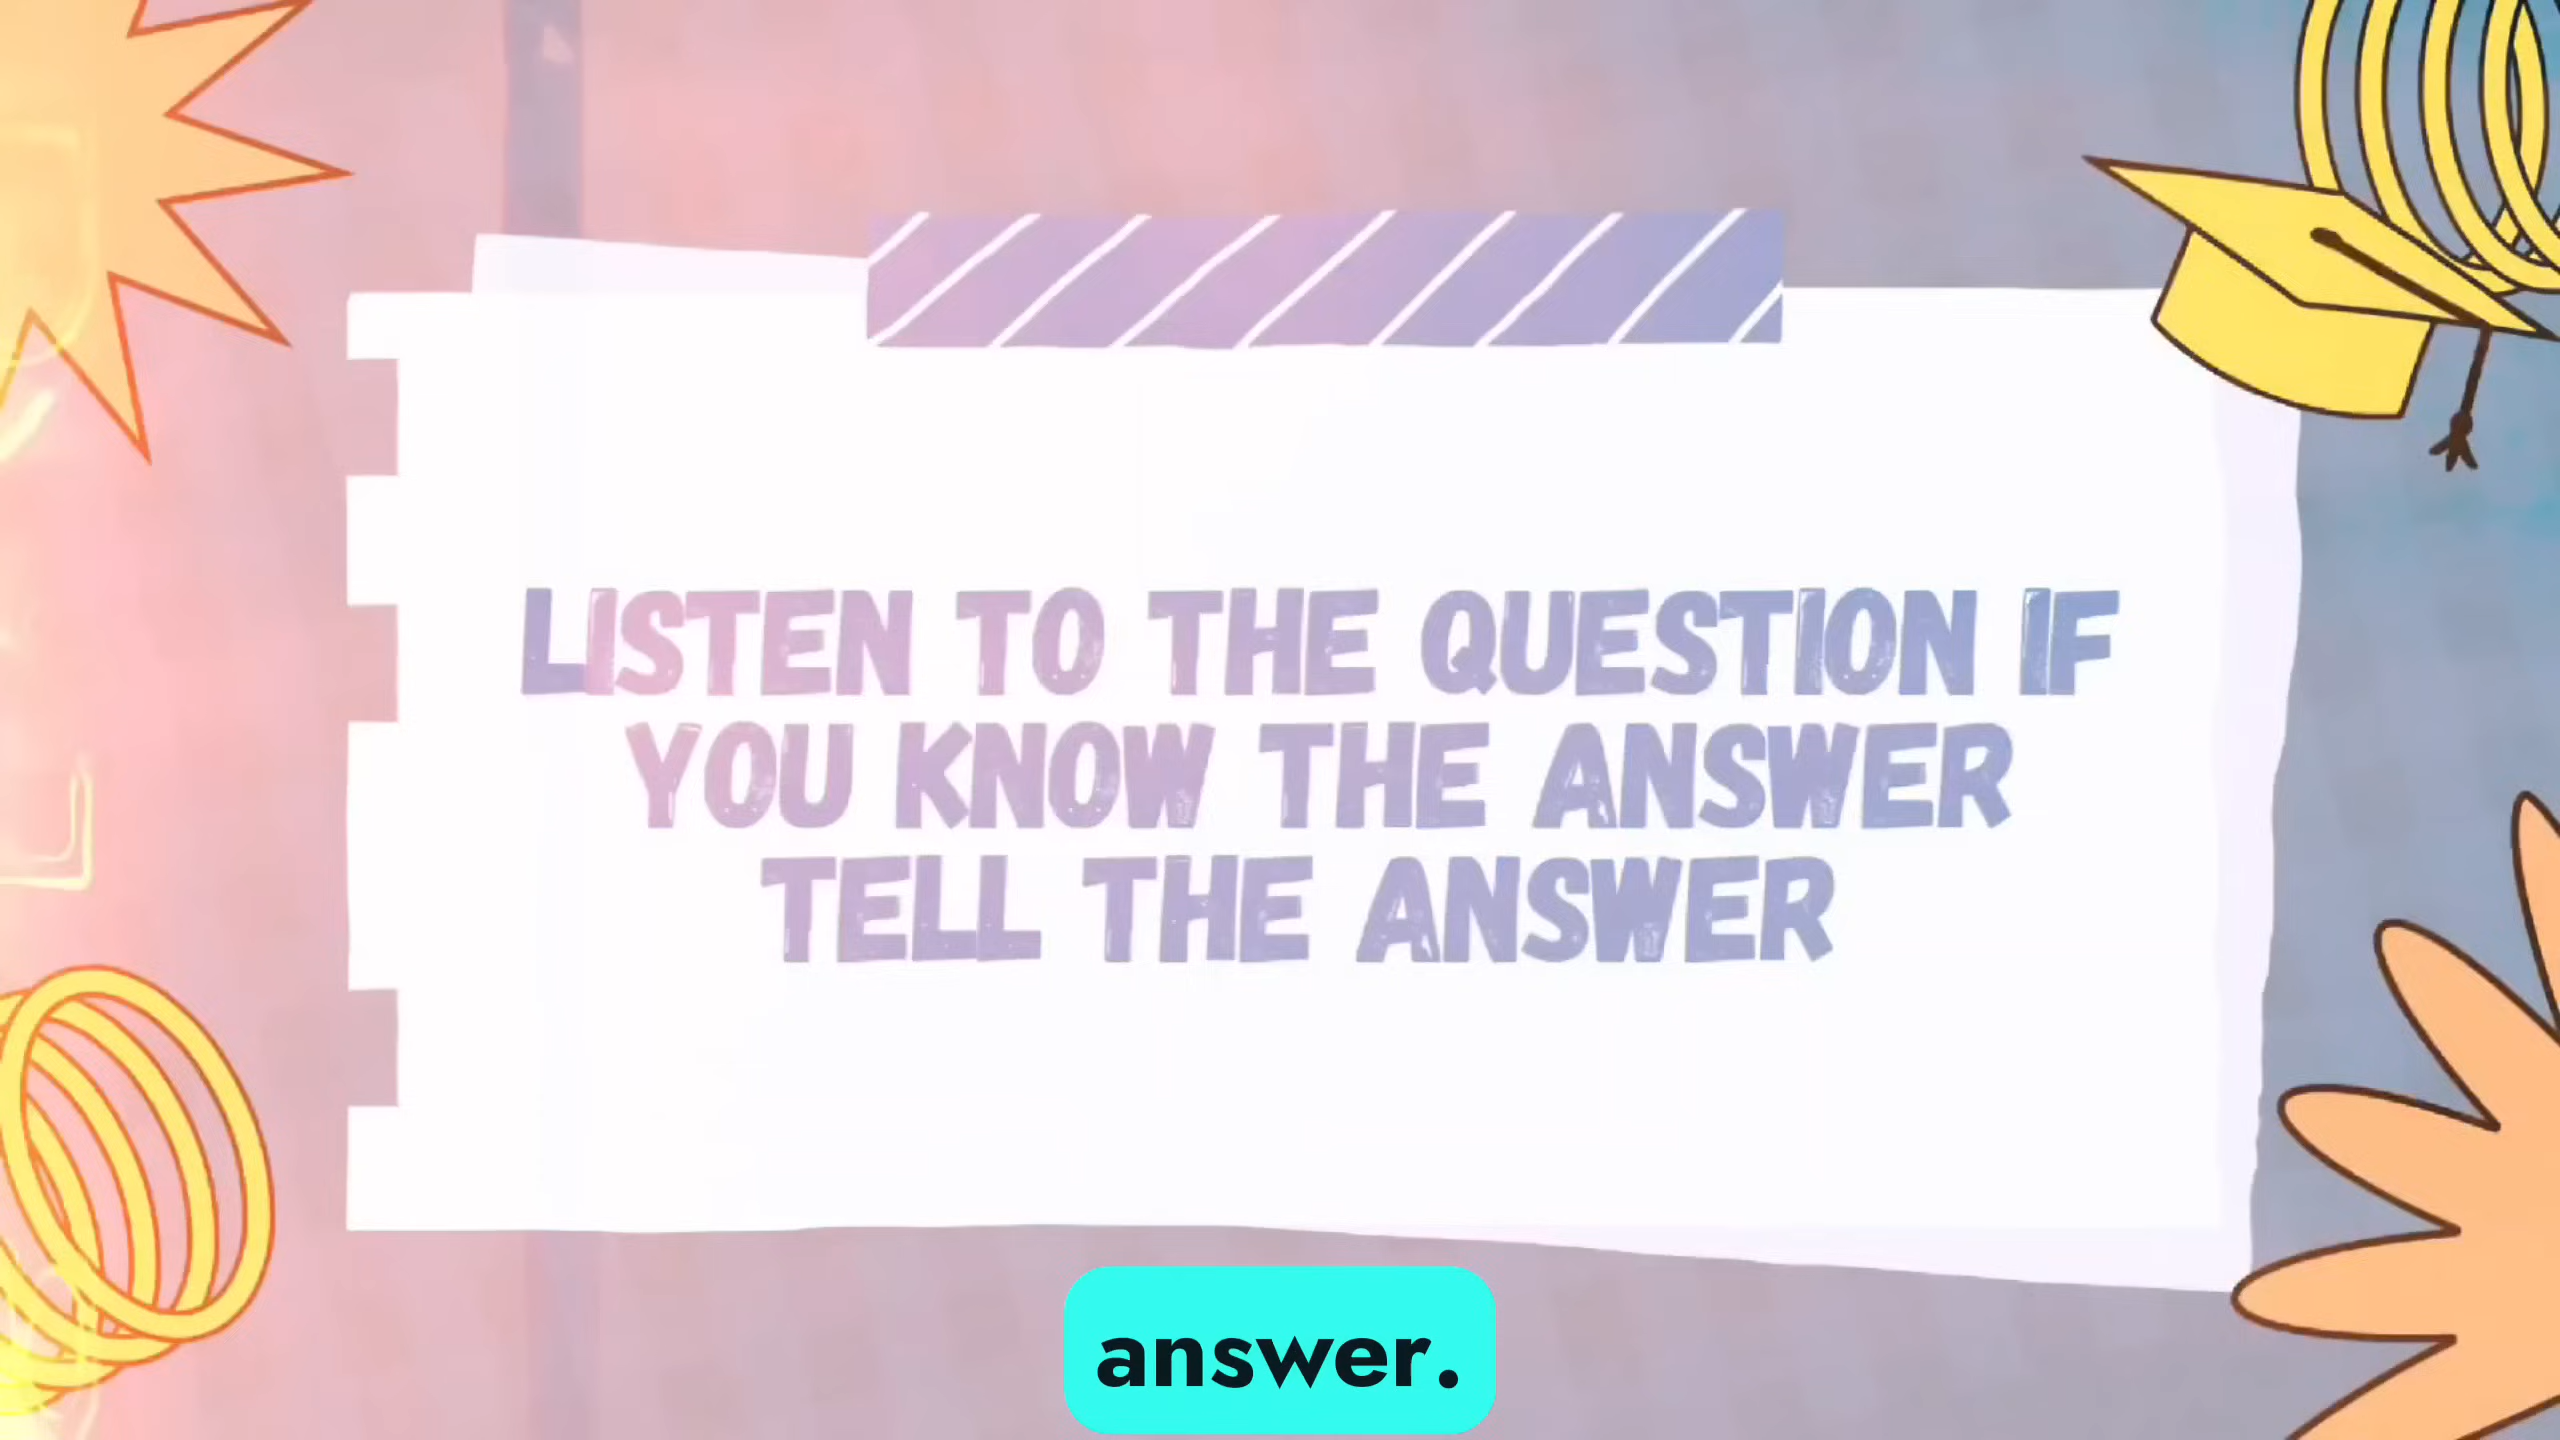 LISTEN TO THE QUESTION IF
YOU KNOW THE ANSWER
TELL THE ANSWER
answer.